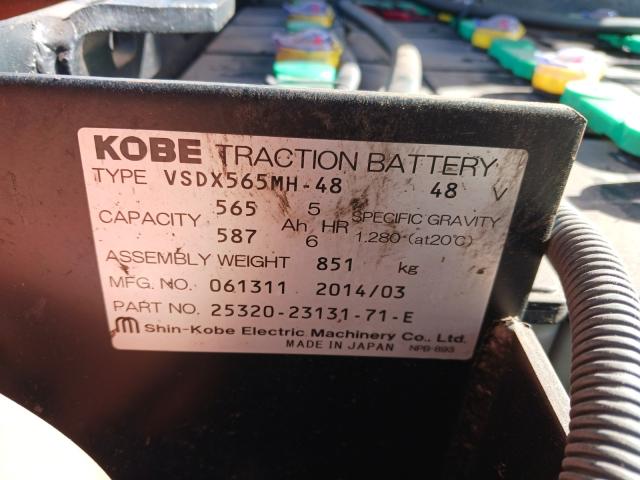 KOBE TRACTION BATTERY
TYPE VSDX565MH-48 48 V
CAPACITY 565 5 Ah HR SPECIFIC GRAVITY
587 6 1.280 (at20℃)
ASSEMBLY WEIGHT 851 kg
MFG. NO. 061311 2014/03
PART NO. 25320-23131-71-E
Shin-Kobe Electric Machinery Co., Ltd.
MADE IN JAPAN NPB-893